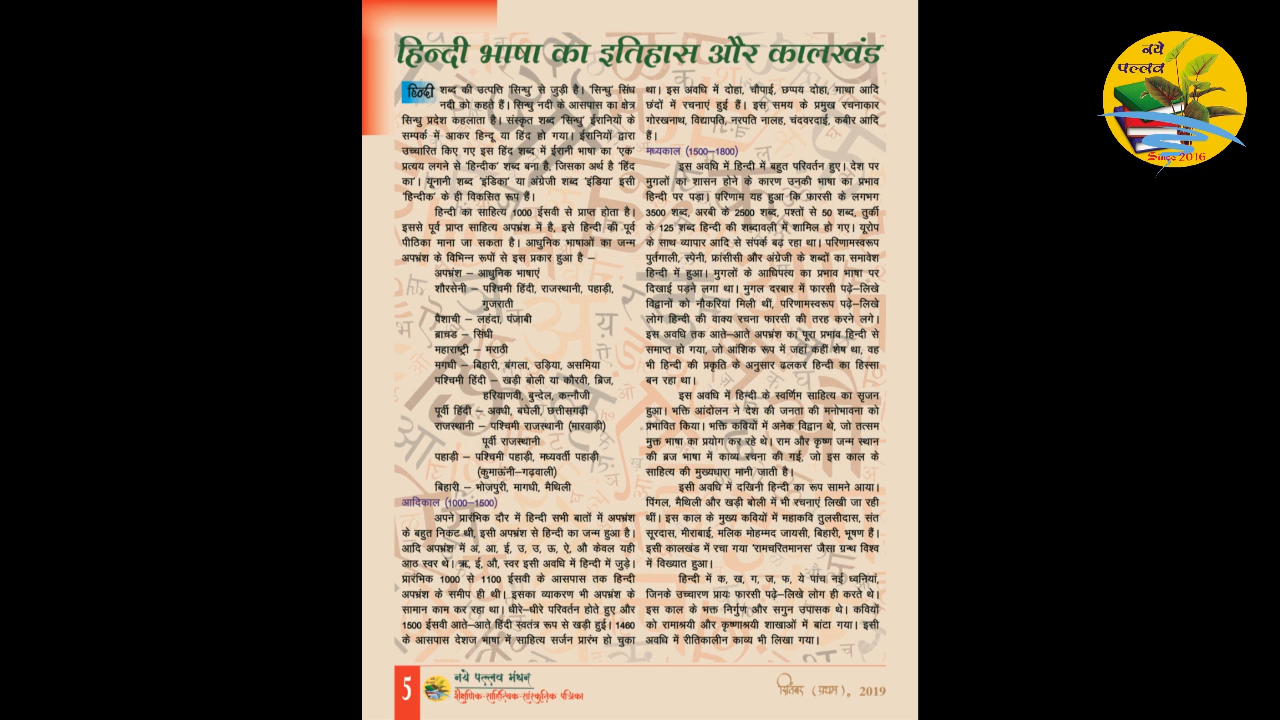 हिन्दी भाषा का इतिहास और कालखंड
हिन्दी शब्द की उत्पति 'सिन्धु' से जुड़ी है। 'सिन्धु' सिंध
नदी को कहते हैं। सिन्धु नदी के आसपास का क्षेत्र
सिन्धु प्रदेश कहलाता है। संस्कृत शब्द 'सिन्धु' ईरानियों के
सम्पर्क में आकर हिन्दू या हिंद हो गया। ईरानियों द्वारा
उच्चारित किए गए इस हिंद शब्द में ईरानी भाषा का 'एक'
प्रत्यय लगने से 'हिन्दीक' शब्द बना है, जिसका अर्थ है 'हिंद
का'। यूनानी शब्द 'इंडिका' या अंग्रेजी शब्द 'इंडिया' इसी
'हिन्दीक' के ही विकसित रूप हैं।
हिन्दी का साहित्य 1000 ईसवी से प्राप्त होता है।
इससे पूर्व प्राप्त साहित्य अपभ्रंश में है, इसे हिन्दी की पूर्व
पीठिका माना जा सकता है। आधुनिक भाषाओं का जन्म
अपभ्रंश के विभिन्न रूपों से इस प्रकार हुआ है –
अपभ्रंश – आधुनिक भाषाएं
शौरसेनी – पश्चिमी हिंदी, राजस्थानी, पहाड़ी,
गुजराती
पैशाची – लहंदा, पंजाबी
ब्राचड – सिंधी
महाराष्ट्री – मराठी
मगधी – बिहारी, बंगला, उड़िया, असमिया
पश्चिमी हिंदी – खड़ी बोली या कौरवी, ब्रिज,
हरियाणवी, बुन्देल, कन्नौजी
पूर्वी हिंदी – अवधी, बघेली, छत्तीसगढ़ी
राजस्थानी – पश्चिमी राजस्थानी (मारवाड़ी)
पूर्वी राजस्थानी
पहाड़ी – पश्चिमी पहाड़ी, मध्यवर्ती पहाड़ी
(कुमाऊंनी–गढ़वाली)
बिहारी – भोजपुरी, मागधी, मैथिली
आदिकाल (1000–1500)
अपने प्रारंभिक दौर में हिन्दी सभी बातों में अपभ्रंश
के बहुत निकट थी, इसी अपभ्रंश से हिन्दी का जन्म हुआ है।
आदि अपभ्रंश में अ, आ, ई, उ, उ, ऊ, ऐ, औ केवल यही
आठ स्वर थे। ऋ, ई, औ, स्वर इसी अवधि में हिन्दी में जुड़े।
प्रारंभिक 1000 से 1100 ईसवी के आसपास तक हिन्दी
अपभ्रंश के समीप ही थी। इसका व्याकरण भी अपभ्रंश के
सामान काम कर रहा था। धीरे–धीरे परिवर्तन होते हुए और
1500 ईसवी आते–आते हिंदी स्वतंत्र रूप से खड़ी हुई। 1460
के आसपास देशज भाषा में साहित्य सर्जन प्रारंभ हो चुका
था। इस अवधि में दोहा, चौपाई, छप्पय दोहा, गाथा आदि
छंदों में रचनाएं हुई हैं। इस समय के प्रमुख रचनाकार
गोरखनाथ, विद्यापति, नरपति नालह, चंदवरदाई, कबीर आदि
हैं।
मध्यकाल (1500–1800)
इस अवधि में हिन्दी में बहुत परिवर्तन हुए। देश पर
मुगलों का शासन होने के कारण उनकी भाषा का प्रभाव
हिन्दी पर पड़ा। परिणाम यह हुआ कि फारसी के लगभग
3500 शब्द, अरबी के 2500 शब्द, पश्तों से 50 शब्द, तुर्की
के 125 शब्द हिन्दी की शब्दावली में शामिल हो गए। यूरोप
के साथ व्यापार आदि से संपर्क बढ़ रहा था। परिणामस्वरूप
पुर्तगाली, स्पेनी, फ्रांसीसी और अंग्रेजी के शब्दों का समावेश
हिन्दी में हुआ। मुगलों के आधिपत्य का प्रभाव भाषा पर
दिखाई पड़ने लगा था। मुगल दरबार में फारसी पढ़े–लिखे
विद्वानों को नौकरियां मिली थीं, परिणामस्वरूप पढ़े–लिखे
लोग हिन्दी की वाक्य रचना फारसी की तरह करने लगे।
इस अवधि तक आते–आते अपभ्रंश का पूरा प्रभाव हिन्दी से
समाप्त हो गया, जो आंशिक रूप में जहां कहीं शेष था, वह
भी हिन्दी की प्रकृति के अनुसार ढलकर हिन्दी का हिस्सा
बन रहा था।
इस अवधि में हिन्दी के स्वर्णिम साहित्य का सृजन
हुआ। भक्ति आंदोलन ने देश की जनता की मनोभावना को
प्रभावित किया। भक्ति कवियों में अनेक विद्वान थे, जो तत्सम
मुक्त भाषा का प्रयोग कर रहे थे। राम और कृष्ण जन्म स्थान
की ब्रज भाषा में काव्य रचना की गई, जो इस काल के
साहित्य की मुख्यधारा मानी जाती है।
इसी अवधि में दखिनी हिन्दी का रूप सामने आया।
पिंगल, मैथिली और खड़ी बोली में भी रचनाएं लिखी जा रही
थीं। इस काल के मुख्य कवियों में महाकवि तुलसीदास, संत
सूरदास, मीराबाई, मलिक मोहम्मद जायसी, बिहारी, भूषण हैं।
इसी कालखंड में रचा गया 'रामचरितमानस' जैसा ग्रन्थ विश्व
में विख्यात हुआ।
हिन्दी में क, ख, ग, ज, फ, ये पांच नई ध्वनियां,
जिनके उच्चारण प्रायः फारसी पढ़े–लिखे लोग ही करते थे।
इस काल के भक्त निर्गुण और सगुन उपासक थे। कवियों
को रामाश्रयी और कृष्णाश्रयी शाखाओं में बांटा गया। इसी
अवधि में रीतिकालीन काव्य भी लिखा गया।
5
नये पल्लव मंथन
शैक्षणिक-साहित्यिक-सांस्कृतिक पत्रिका
सितंबर (प्रथम), 2019
नये
पल्लव
Since 2016